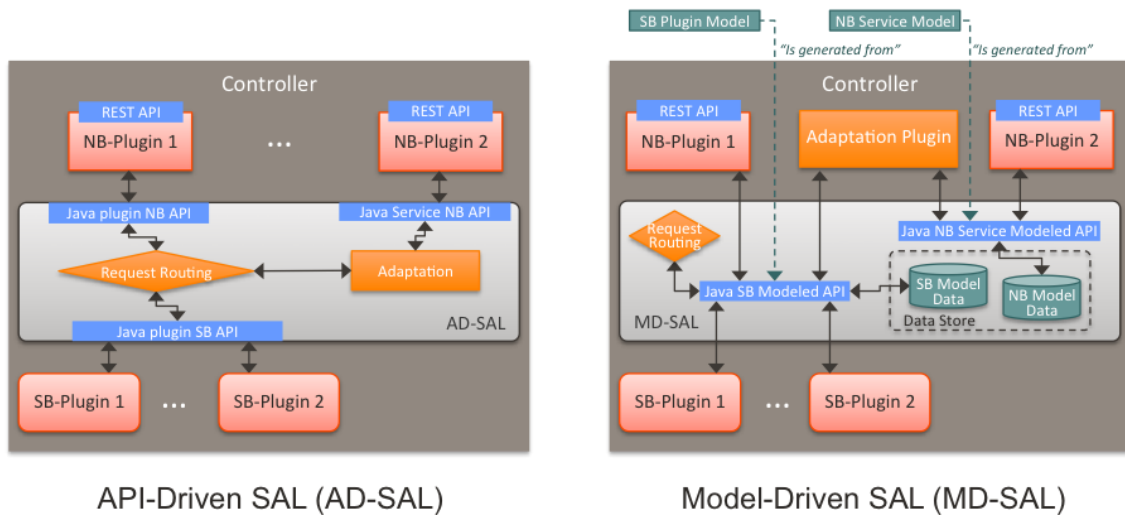 SB Plugin Model
NB Service Model
"Is generated from"
"Is generated from"
Controller
REST API
NB-Plugin 1
...
REST API
NB-Plugin 2
Java plugin NB API
Java Service NB API
Request Routing
Adaptation
Java plugin SB API
AD-SAL
SB-Plugin 1
...
SB-Plugin 2
API-Driven SAL (AD-SAL)
Controller
REST API
NB-Plugin 1
Adaptation Plugin
REST API
NB-Plugin 2
Request
Routing
Java NB Service Modeled API
Java SB Modeled API
SB Model
Data
NB Model
Data
Data Store
MD-SAL
SB-Plugin 1
...
SB-Plugin 2
Model-Driven SAL (MD-SAL)